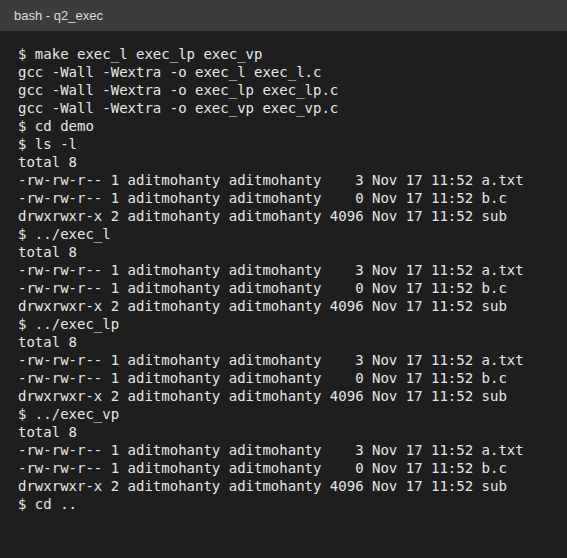 bash - q2_exec
$ make exec_l exec_lp exec_vp
gcc -Wall -Wextra -o exec_l exec_l.c
gcc -Wall -Wextra -o exec_lp exec_lp.c
gcc -Wall -Wextra -o exec_vp exec_vp.c
$ cd demo
$ ls -l
total 8
-rw-rw-r-- 1 aditmohanty aditmohanty    3 Nov 17 11:52 a.txt
-rw-rw-r-- 1 aditmohanty aditmohanty    0 Nov 17 11:52 b.c
drwxrwxr-x 2 aditmohanty aditmohanty 4096 Nov 17 11:52 sub
$ ../exec_l
total 8
-rw-rw-r-- 1 aditmohanty aditmohanty    3 Nov 17 11:52 a.txt
-rw-rw-r-- 1 aditmohanty aditmohanty    0 Nov 17 11:52 b.c
drwxrwxr-x 2 aditmohanty aditmohanty 4096 Nov 17 11:52 sub
$ ../exec_lp
total 8
-rw-rw-r-- 1 aditmohanty aditmohanty    3 Nov 17 11:52 a.txt
-rw-rw-r-- 1 aditmohanty aditmohanty    0 Nov 17 11:52 b.c
drwxrwxr-x 2 aditmohanty aditmohanty 4096 Nov 17 11:52 sub
$ ../exec_vp
total 8
-rw-rw-r-- 1 aditmohanty aditmohanty    3 Nov 17 11:52 a.txt
-rw-rw-r-- 1 aditmohanty aditmohanty    0 Nov 17 11:52 b.c
drwxrwxr-x 2 aditmohanty aditmohanty 4096 Nov 17 11:52 sub
$ cd ..